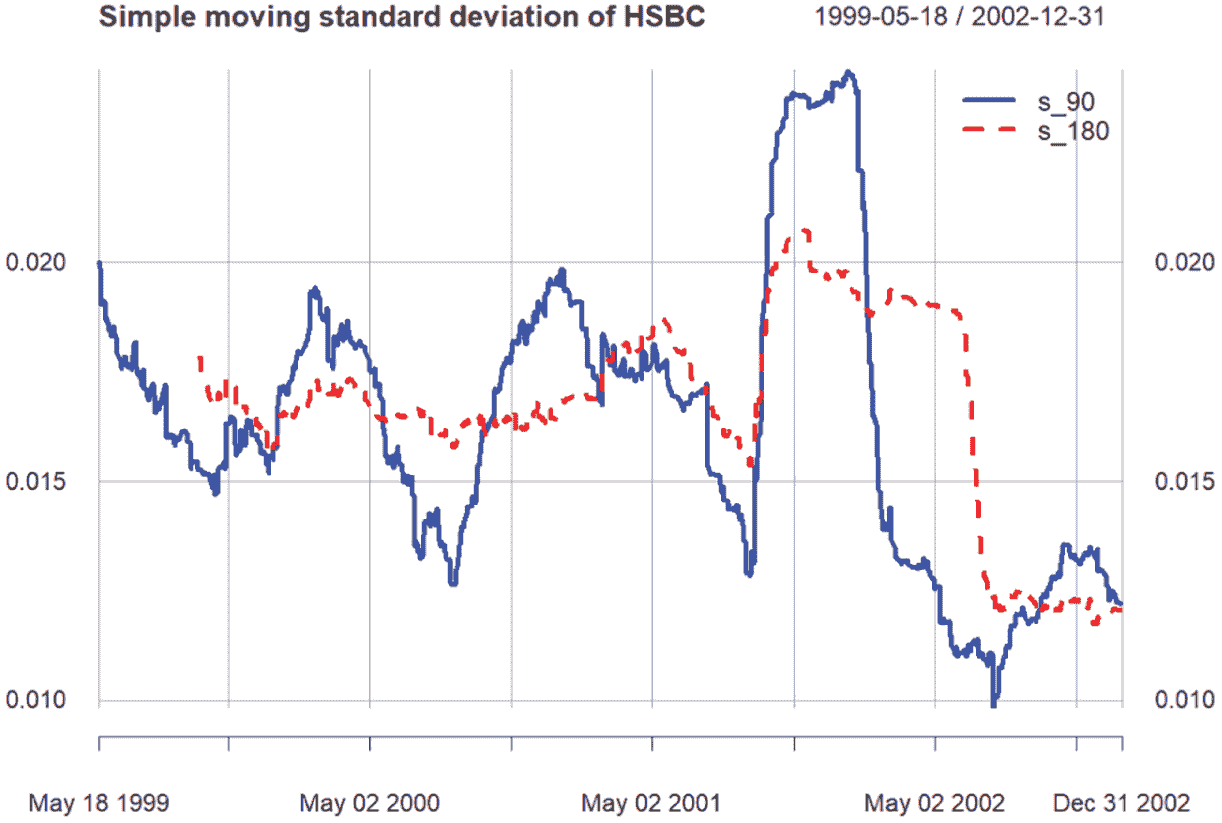 Simple moving standard deviation of HSBC 1999-05-18 / 2002-12-31
s_90
s_180
0.020 0.020
0.015 0.015
0.010 0.010
May 18 1999 May 02 2000 May 02 2001 May 02 2002 Dec 31 2002